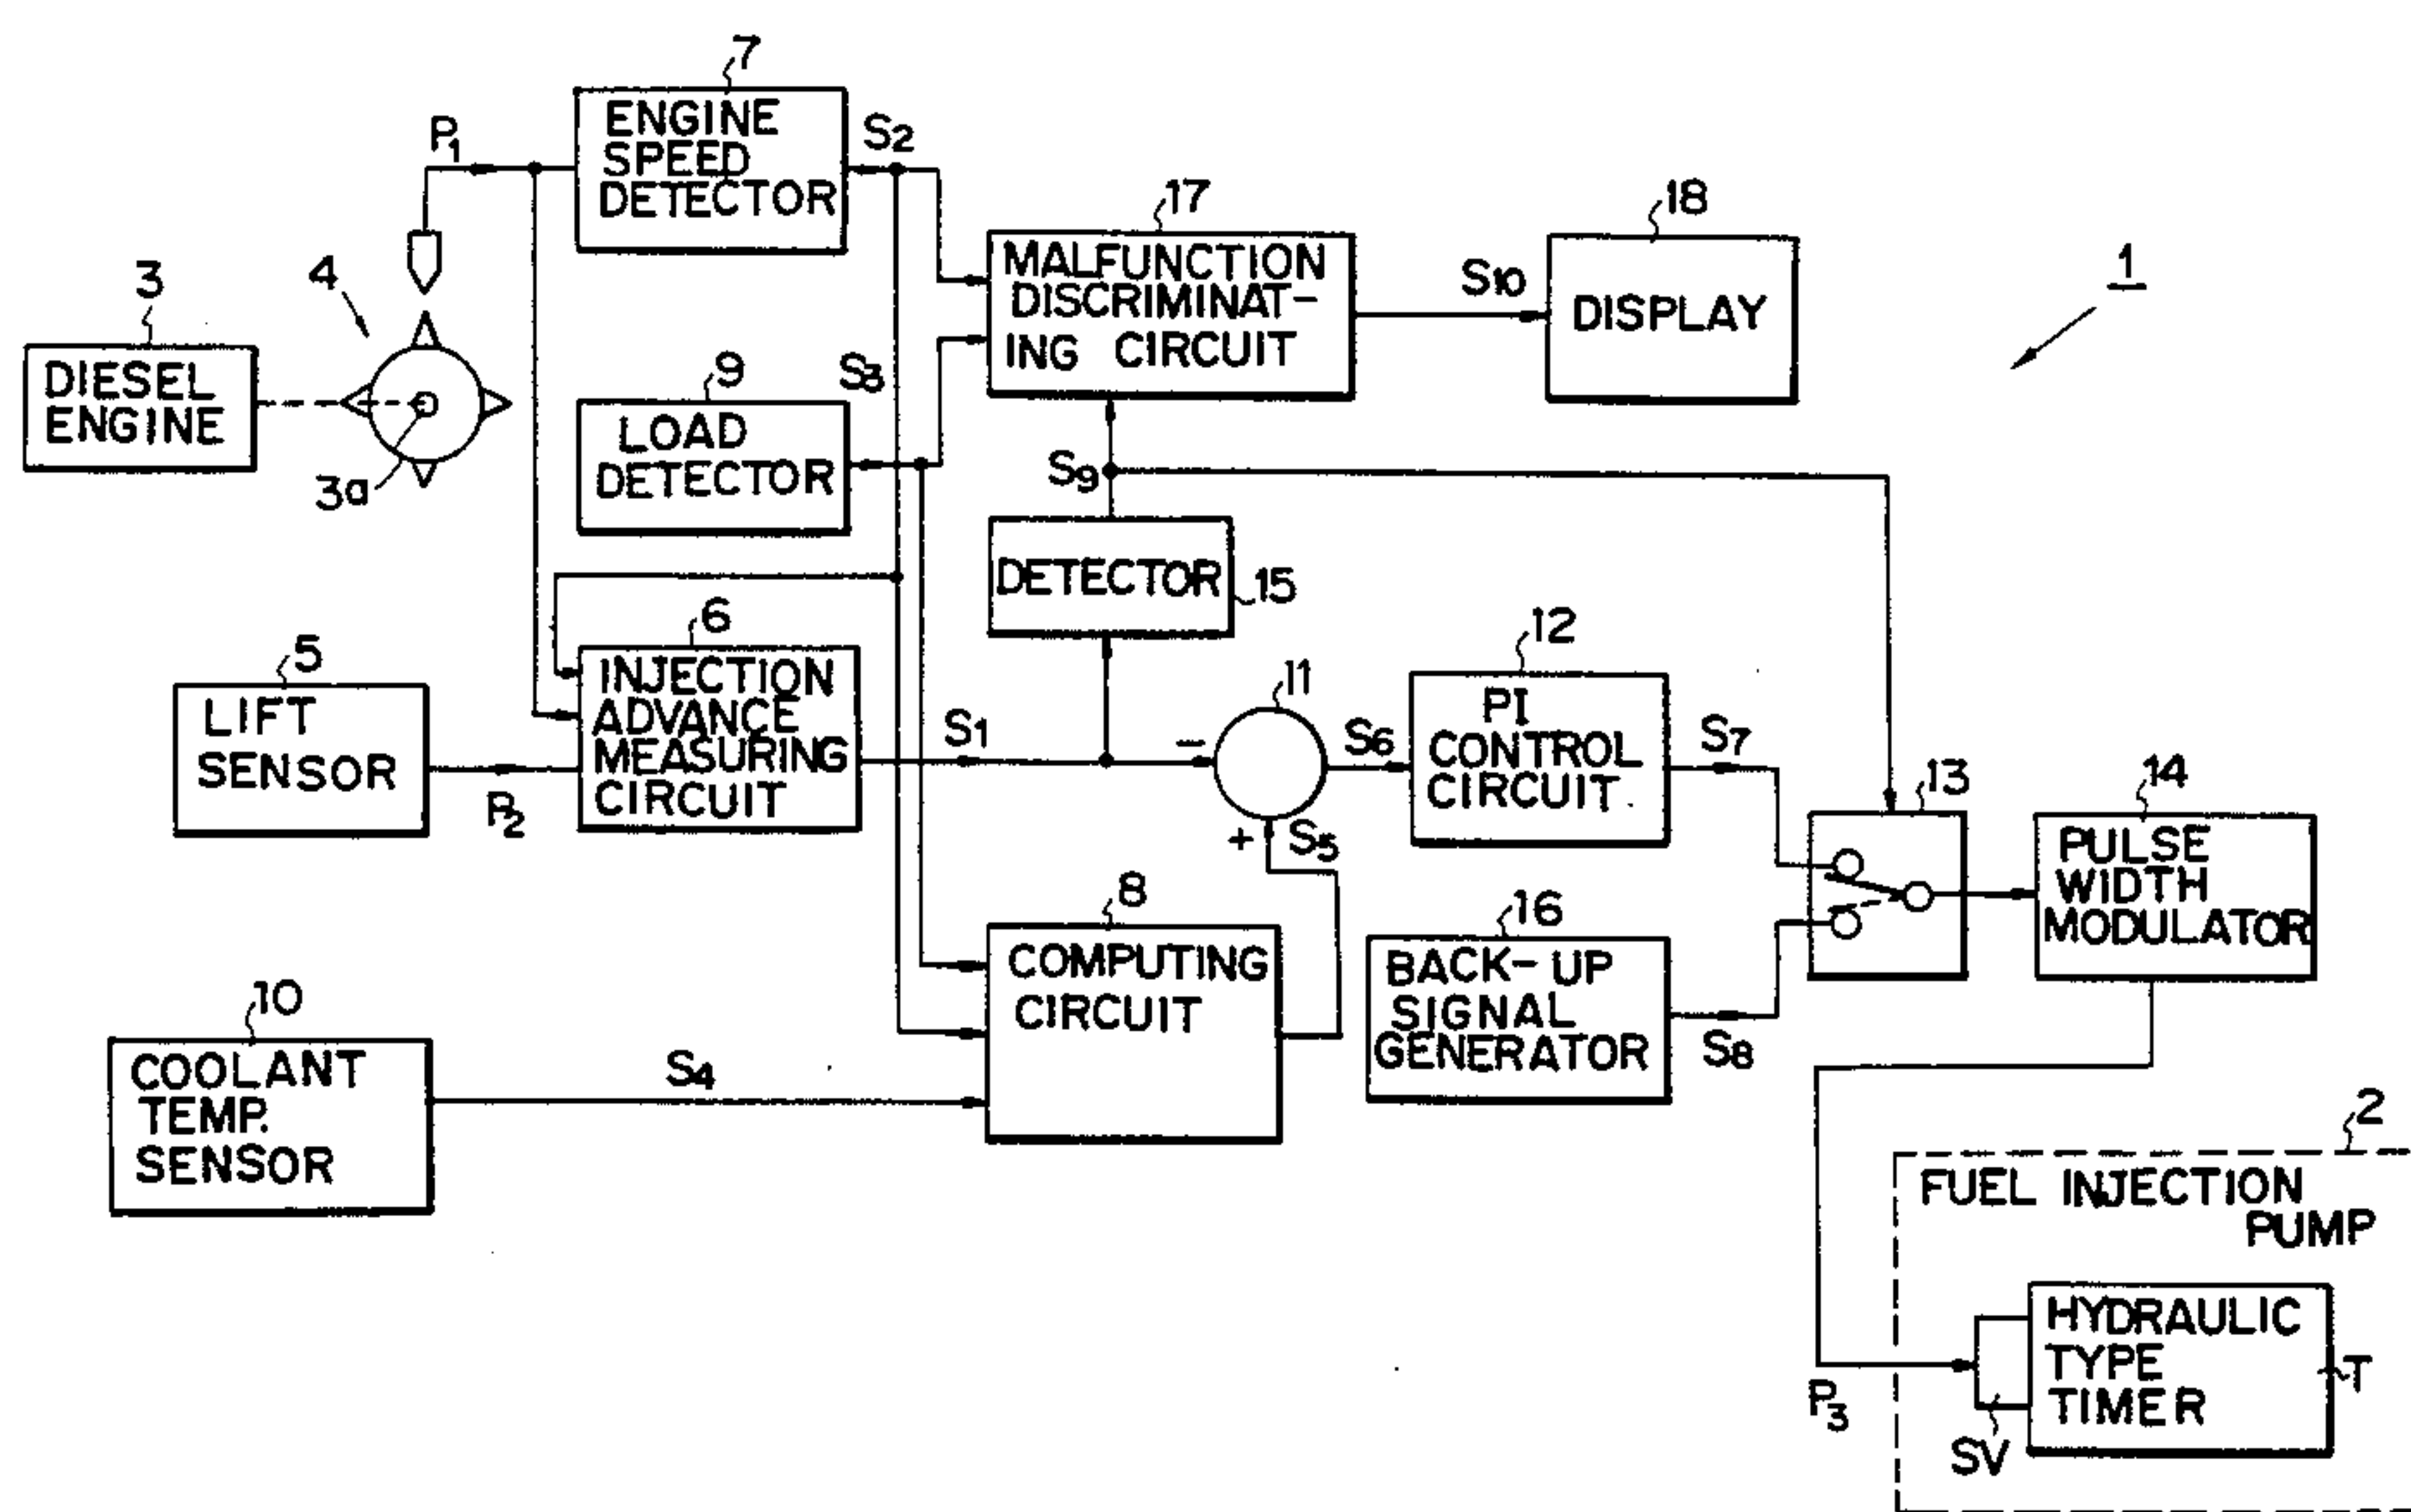 7
ENGINE
SPEED
DETECTOR
P1
S2
17
MALFUNCTION
DISCRIMINAT-
ING CIRCUIT
S10
18
DISPLAY
1
3
DIESEL
ENGINE
4
3a
9
LOAD
DETECTOR
S3
S9
DETECTOR
15
5
LIFT
SENSOR
P2
6
INJECTION
ADVANCE
MEASURING
CIRCUIT
S1
11
−
+
S5
S6
12
PI
CONTROL
CIRCUIT
S7
13
14
PULSE
WIDTH
MODULATOR
8
COMPUTING
CIRCUIT
16
BACK-UP
SIGNAL
GENERATOR
S8
10
COOLANT
TEMP.
SENSOR
S4
2
FUEL INJECTION
PUMP
HYDRAULIC
TYPE
TIMER
T
P3
SV